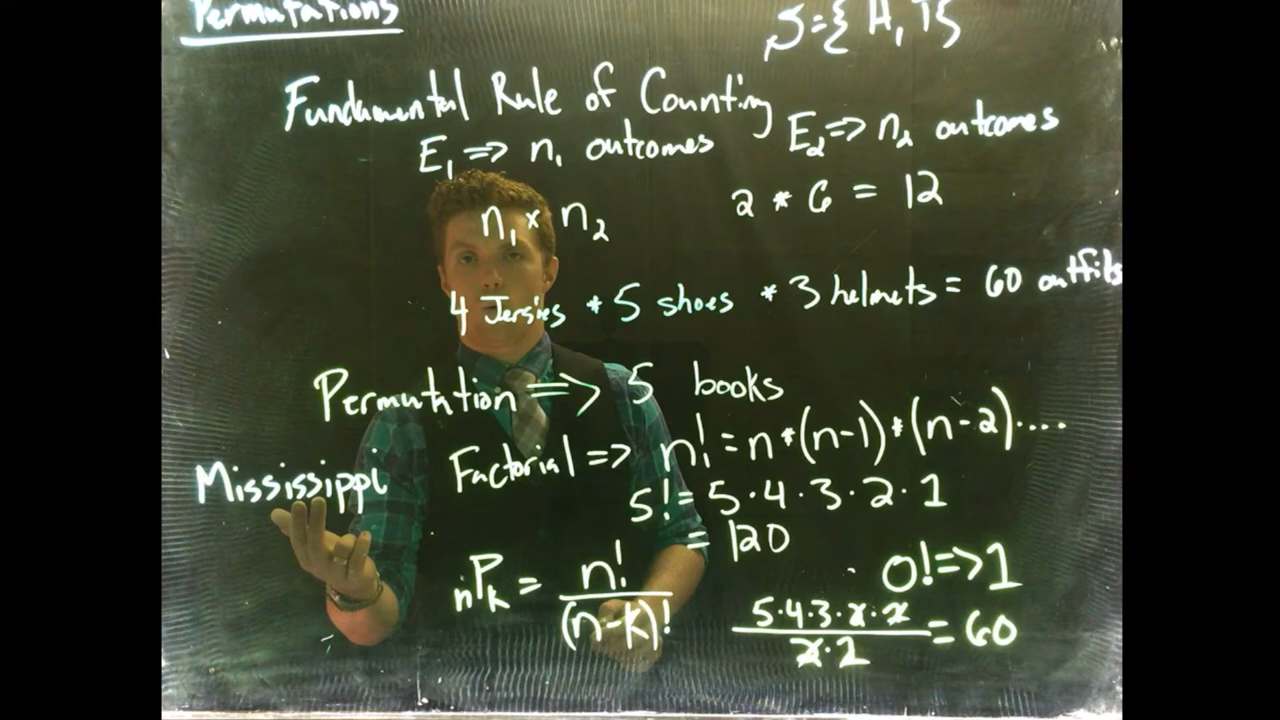 Permutations
S={H,T}
Fundamental Rule of Counting
E₁ => n₁ outcomes E₂ => n₂ outcomes
n₁ x n₂ 2 * 6 = 12
4 Jersies * 5 shoes * 3 helmets = 60 outfits
Permutation => 5 books
Factorial => n! = n*(n-1)*(n-2)....
Mississippi
5! = 5·4·3·2·1
= 120
0! => 1
nPk = n!/(n-k)!
5·4·3·2·1/2·1 = 60